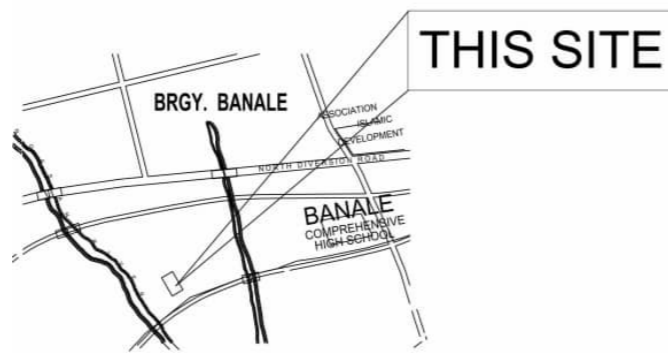 THIS SITE
BRGY. BANALE
ASSOCIATION
ISLAMIC
DEVELOPMENT
NORTH DIVERSION ROAD
BANALE
COMPREHENSIVE
HIGH SCHOOL